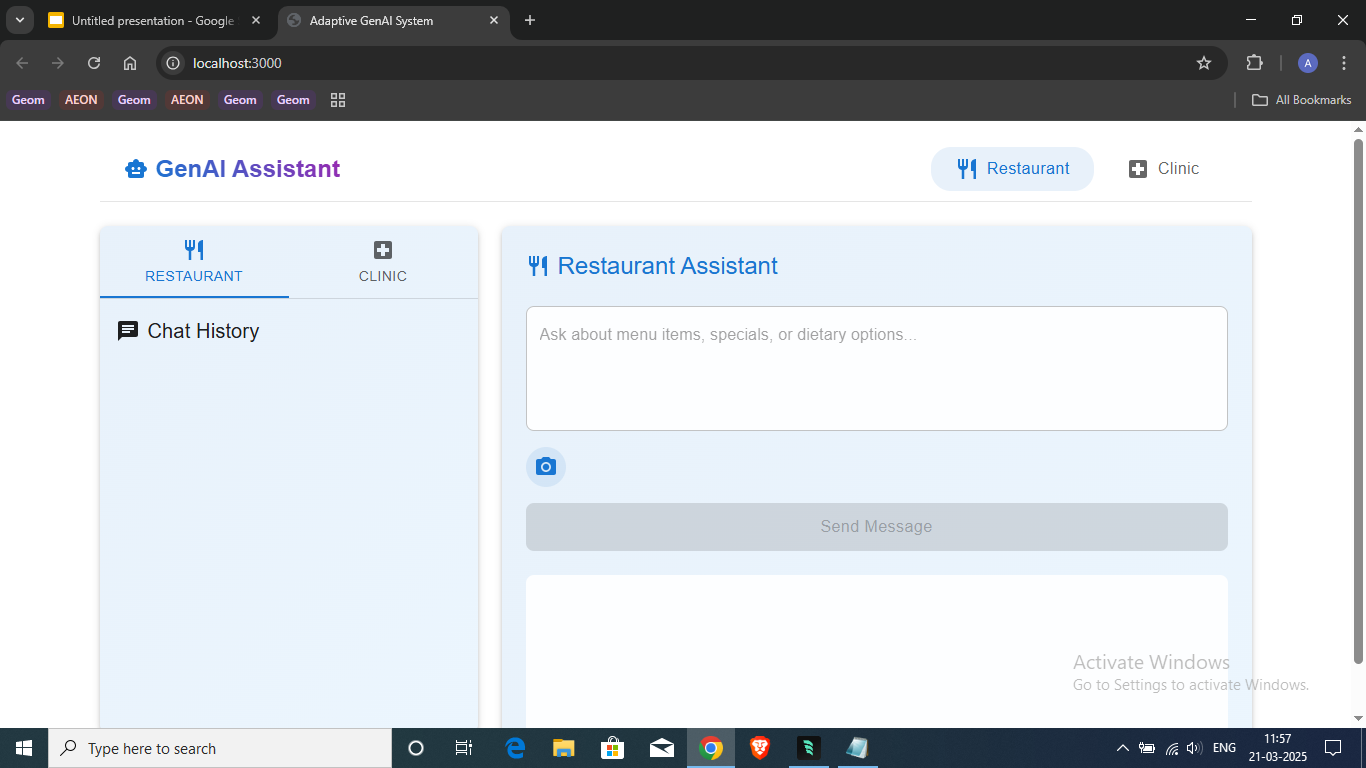 Untitled presentation - Google
Adaptive GenAI System
localhost:3000
A
Geom
AEON
Geom
AEON
Geom
Geom
All Bookmarks
GenAI Assistant
Restaurant
Clinic
RESTAURANT
CLINIC
Chat History
Restaurant Assistant
Ask about menu items, specials, or dietary options...
Send Message
Activate Windows
Go to Settings to activate Windows.
Type here to search
ENG
11:57
21-03-2025